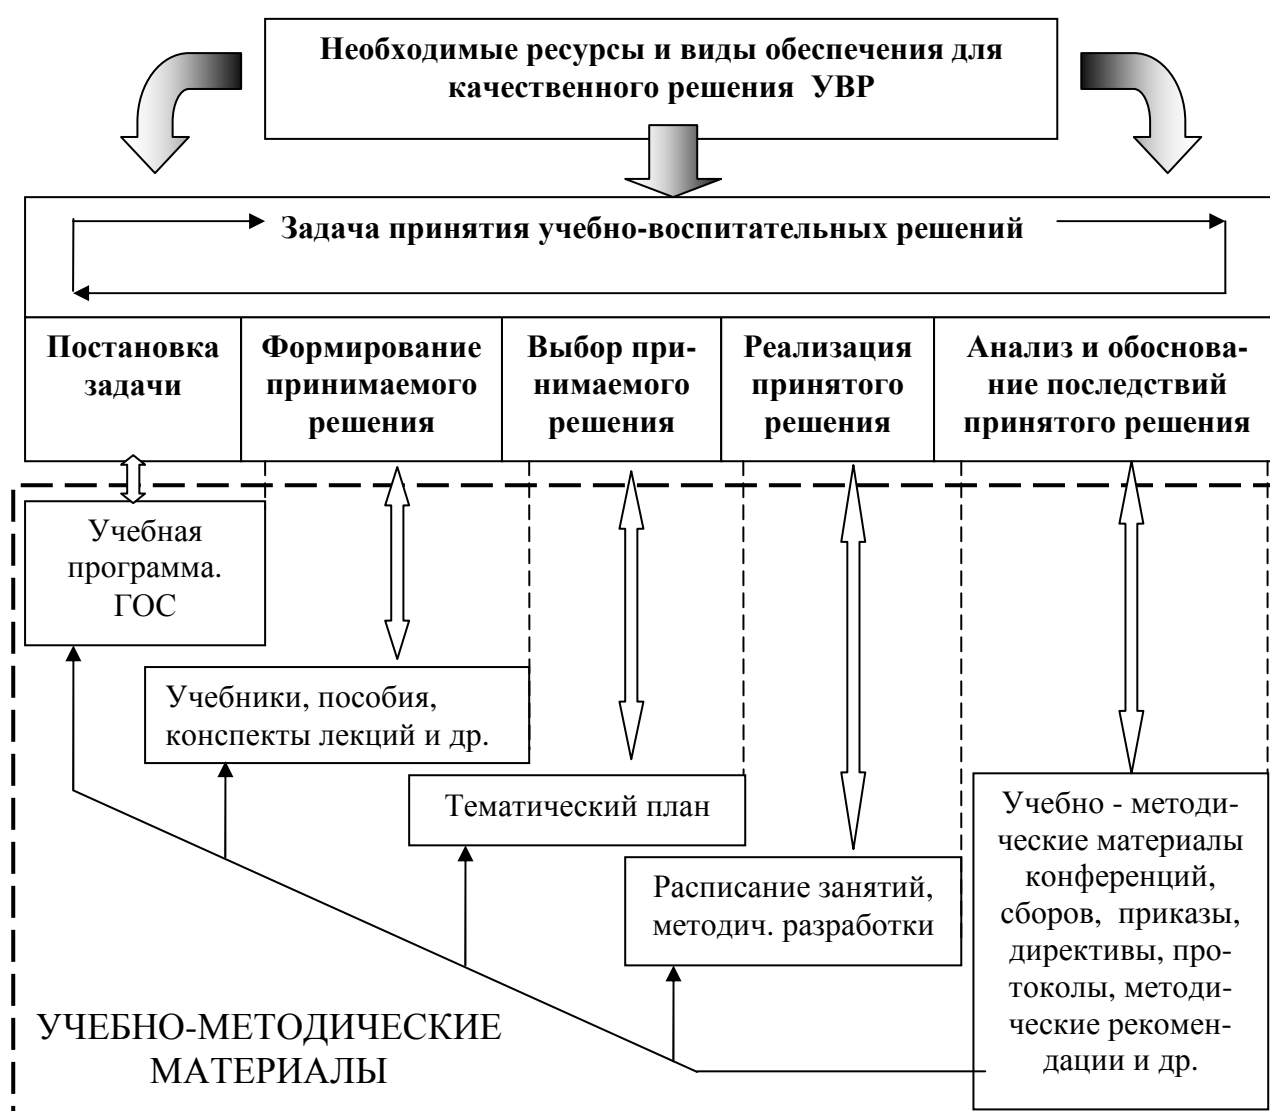 Необходимые ресурсы и виды обеспечения для
качественного решения УВР
Задача принятия учебно-воспитательных решений
Постановка
задачи
Формирование
принимаемого
решения
Выбор при-
нимаемого
решения
Реализация
принятого
решения
Анализ и обоснова-
ние последствий
принятого решения
Учебная
программа.
ГОС
Учебники, пособия,
конспекты лекций и др.
Тематический план
Расписание занятий,
методич. разработки
Учебно - методи-
ческие материалы
конференций,
сборов, приказы,
директивы, про-
токолы, методи-
ческие рекомен-
дации и др.
УЧЕБНО-МЕТОДИЧЕСКИЕ
МАТЕРИАЛЫ